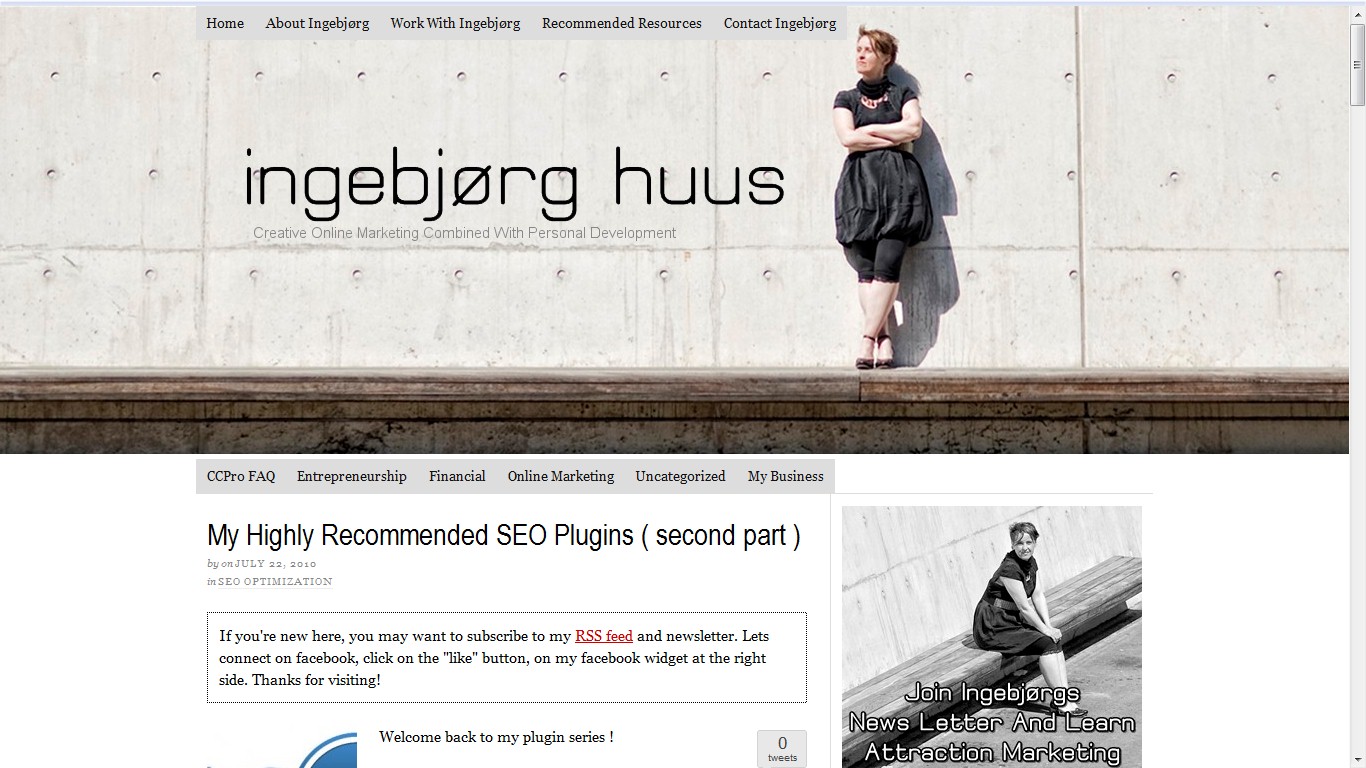 Home About Ingebjørg Work With Ingebjørg Recommended Resources Contact Ingebjørg
ingebjørg huus
Creative Online Marketing Combined With Personal Development
CCPro FAQ Entrepreneurship Financial Online Marketing Uncategorized My Business
My Highly Recommended SEO Plugins ( second part )
by on JULY 22, 2010
in SEO OPTIMIZATION
If you're new here, you may want to subscribe to my RSS feed and newsletter. Lets
connect on facebook, click on the "like" button, on my facebook widget at the right
side. Thanks for visiting!
Welcome back to my plugin series !
0
tweets
Join Ingebjørgs
News Letter And Learn
Attraction Marketing